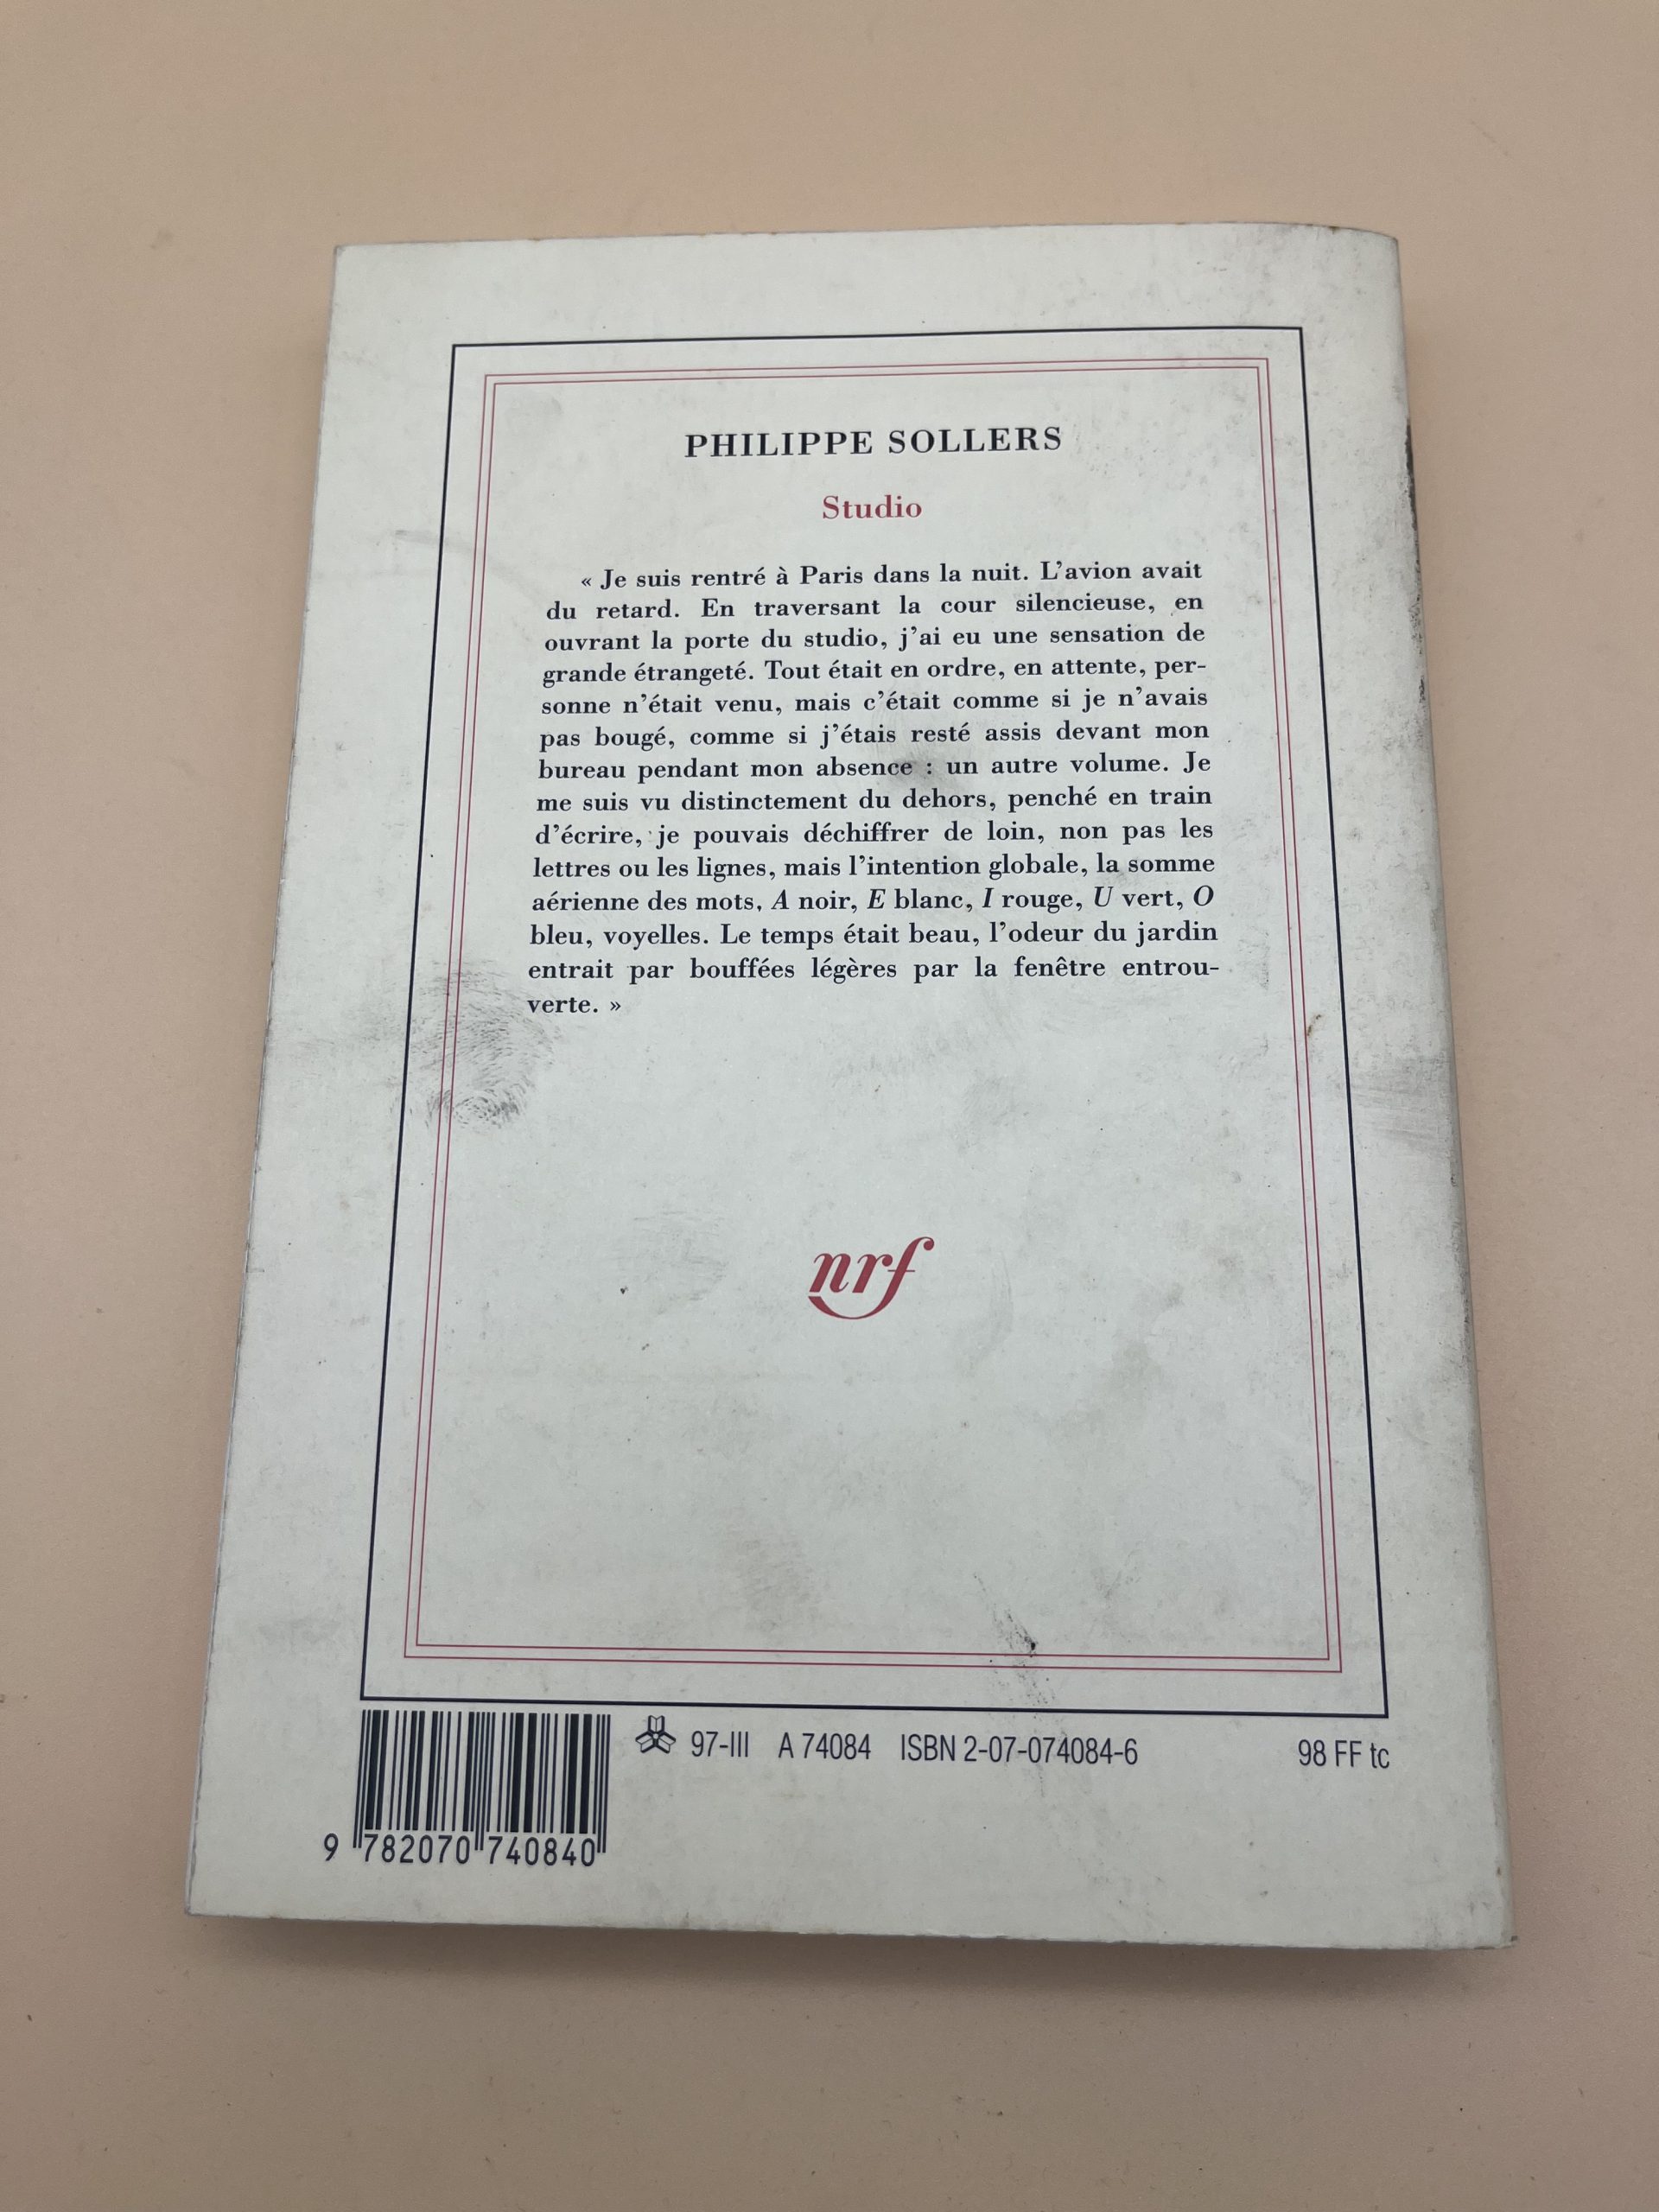 PHILIPPE SOLLERS
Studio
« Je suis rentré à Paris dans la nuit. L’avion avait
du retard. En traversant la cour silencieuse, en
ouvrant la porte du studio, j’ai eu une sensation de
grande étrangeté. Tout était en ordre, en attente, per-
sonne n’était venu, mais c’était comme si je n’avais
pas bougé, comme si j’étais resté assis devant mon
bureau pendant mon absence : un autre volume. Je
me suis vu distinctement du dehors, penché en train
d’écrire, je pouvais déchiffrer de loin, non pas les
lettres ou les lignes, mais l’intention globale, la somme
aérienne des mots, A noir, E blanc, I rouge, U vert, O
bleu, voyelles. Le temps était beau, l’odeur du jardin
entrait par bouffées légères par la fenêtre entrou-
verte. »
nrf
97-III A 74084 ISBN 2-07-074084-6 98 FF tc
9 782070 740840